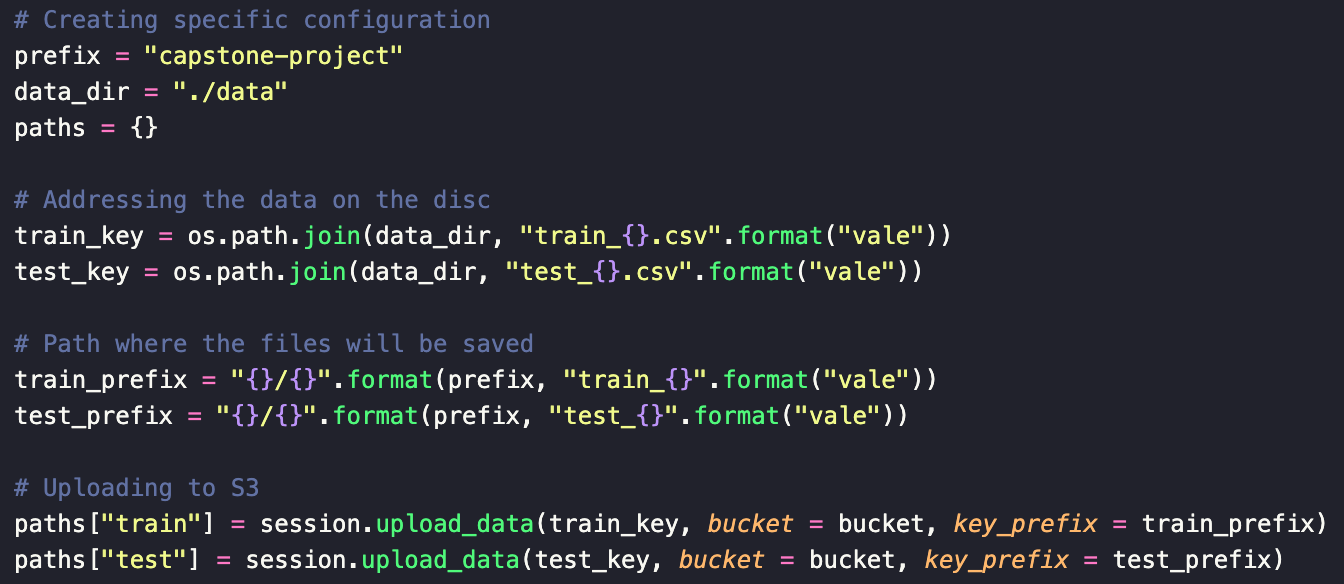 # Creating specific configuration
prefix = "capstone-project"
data_dir = "./data"
paths = {}
# Addressing the data on the disc
train_key = os.path.join(data_dir, "train_{}.csv".format("vale"))
test_key = os.path.join(data_dir, "test_{}.csv".format("vale"))
# Path where the files will be saved
train_prefix = "{}/{}".format(prefix, "train_{}".format("vale"))
test_prefix = "{}/{}".format(prefix, "test_{}".format("vale"))
# Uploading to S3
paths["train"] = session.upload_data(train_key, bucket = bucket, key_prefix = train_prefix)
paths["test"] = session.upload_data(test_key, bucket = bucket, key_prefix = test_prefix)